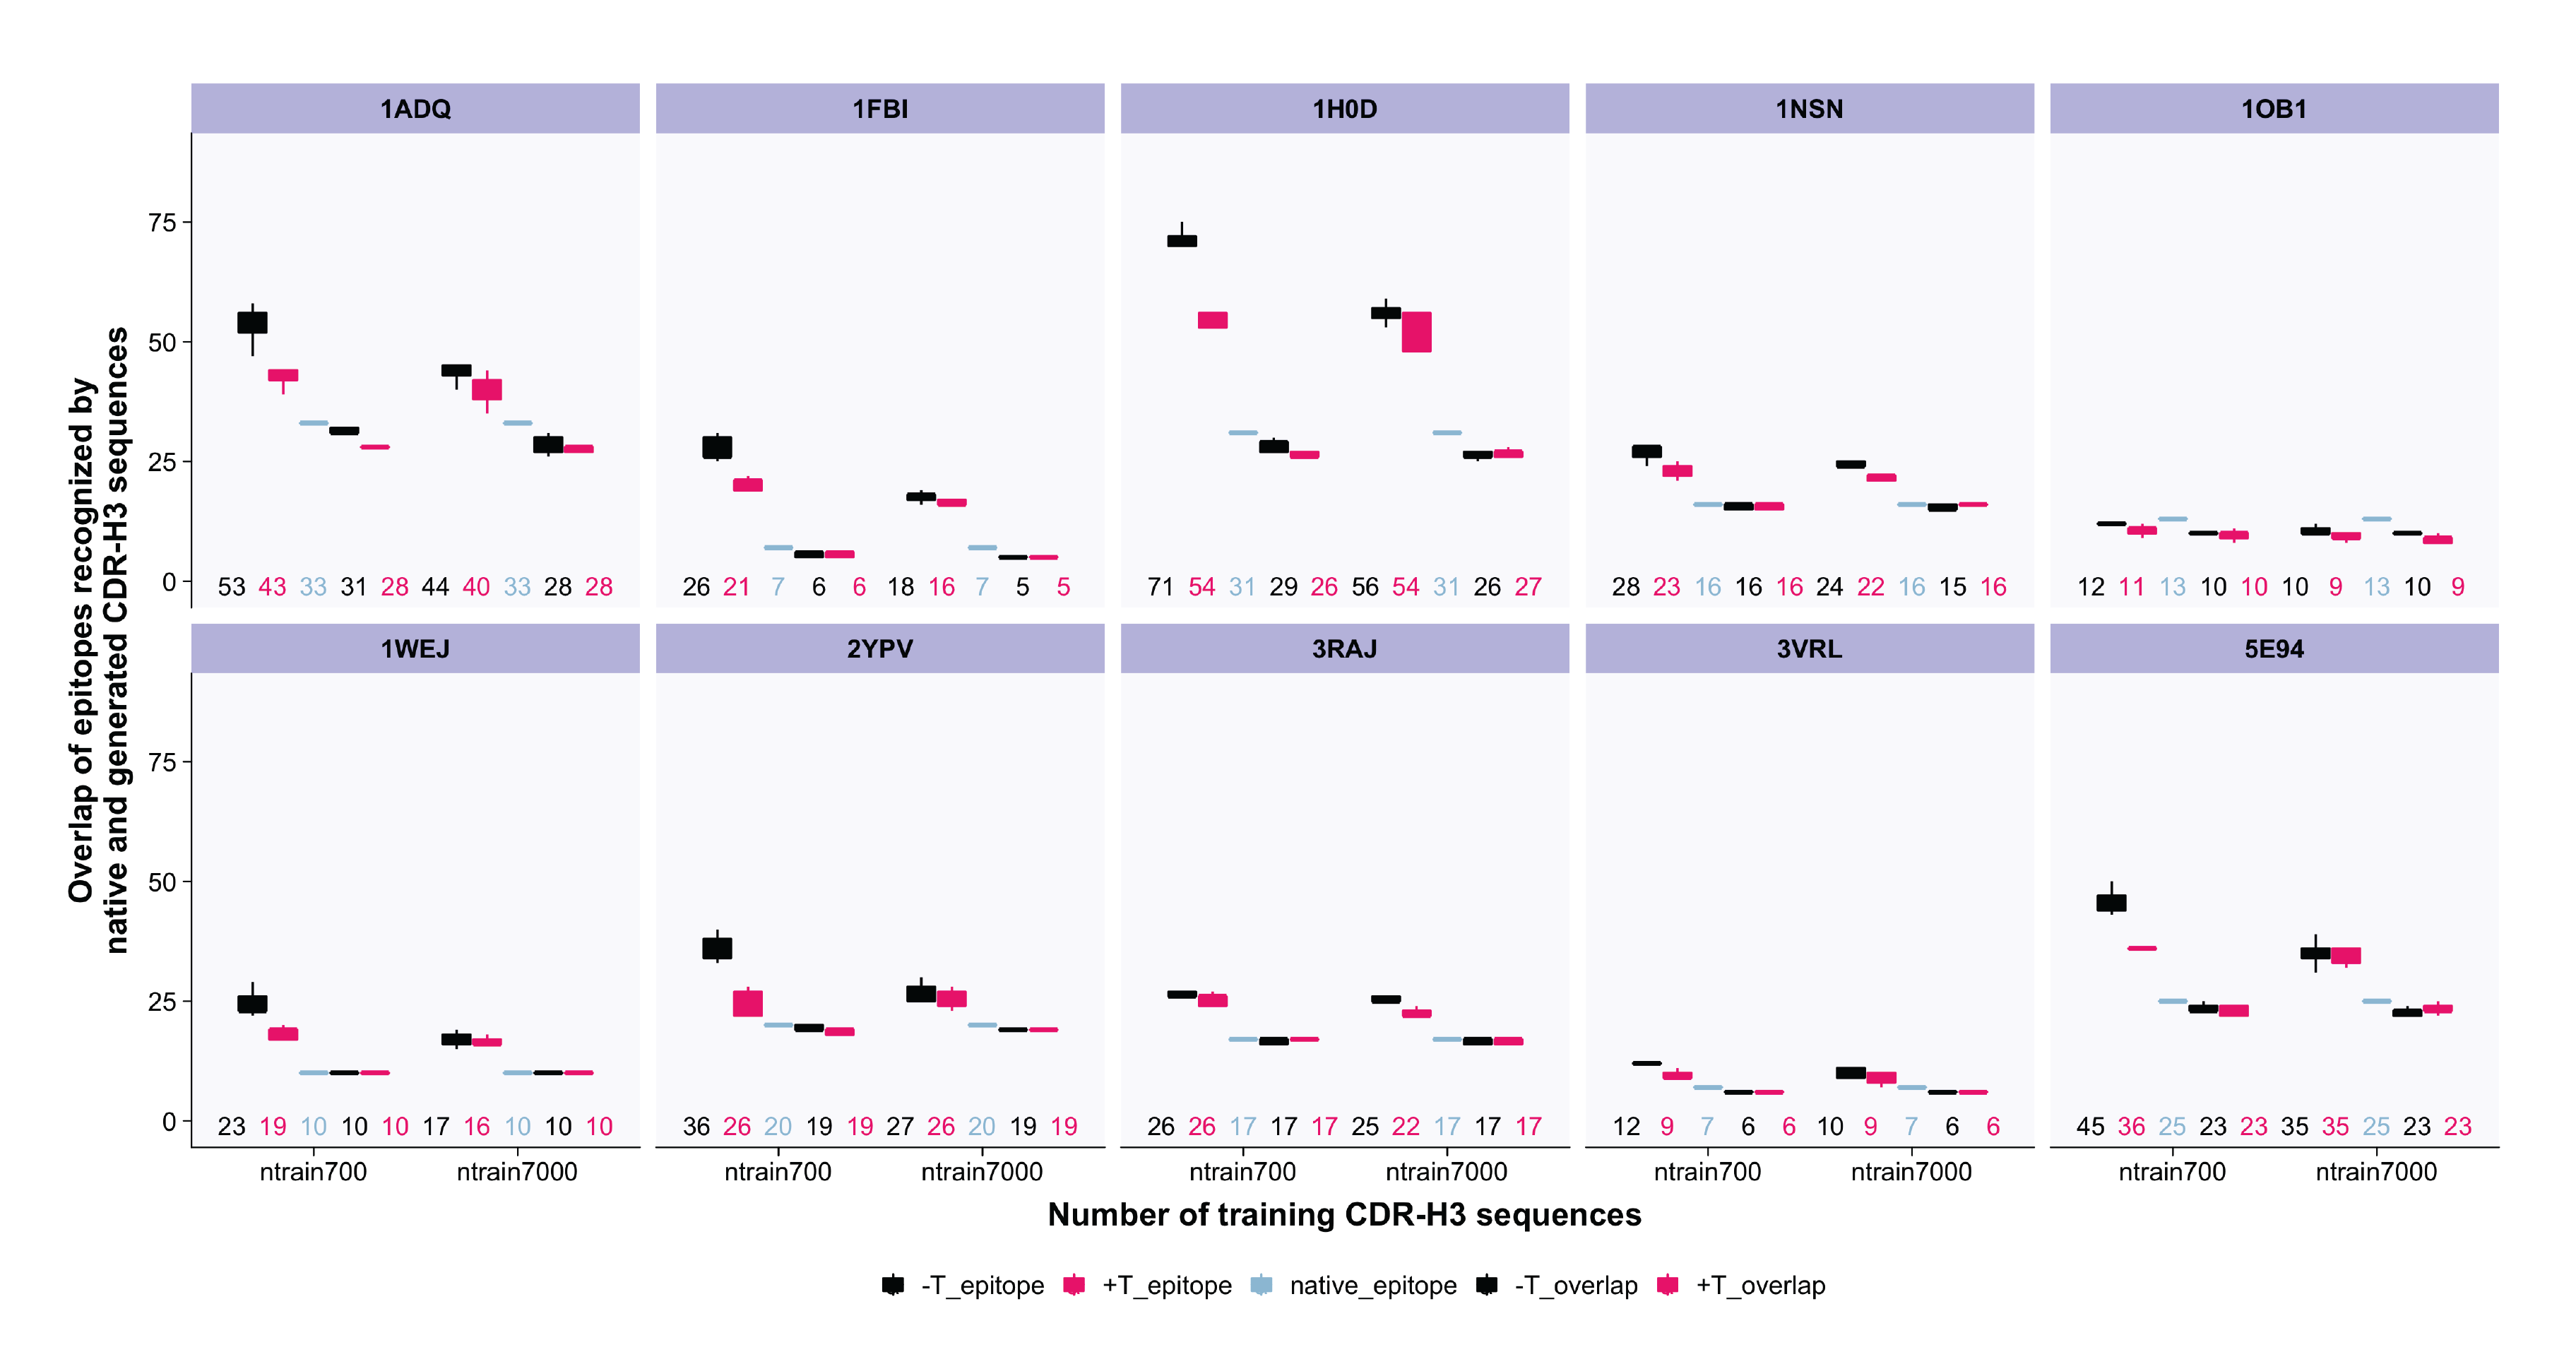 1ADQ 1FBI 1H0D 1NSN 1OB1
Overlap of epitopes recognized by
native and generated CDR-H3 sequences
75
50
25
0
53 43 33 31 28 44 40 33 28 28
26 21 7 6 6 18 16 7 5 5
71 54 31 29 26 56 54 31 26 27
28 23 16 16 16 24 22 16 15 16
12 11 13 10 10 10 9 13 10 9
1WEJ 2YPV 3RAJ 3VRL 5E94
75
50
25
0
23 19 10 10 10 17 16 10 10 10
36 26 20 19 19 27 26 20 19 19
26 26 17 17 17 25 22 17 17 17
12 9 7 6 6 10 9 7 6 6
45 36 25 23 23 35 35 25 23 23
ntrain700 ntrain7000 ntrain700 ntrain7000 ntrain700 ntrain7000 ntrain700 ntrain7000 ntrain700 ntrain7000
Number of training CDR-H3 sequences
-T_epitope +T_epitope native_epitope -T_overlap +T_overlap